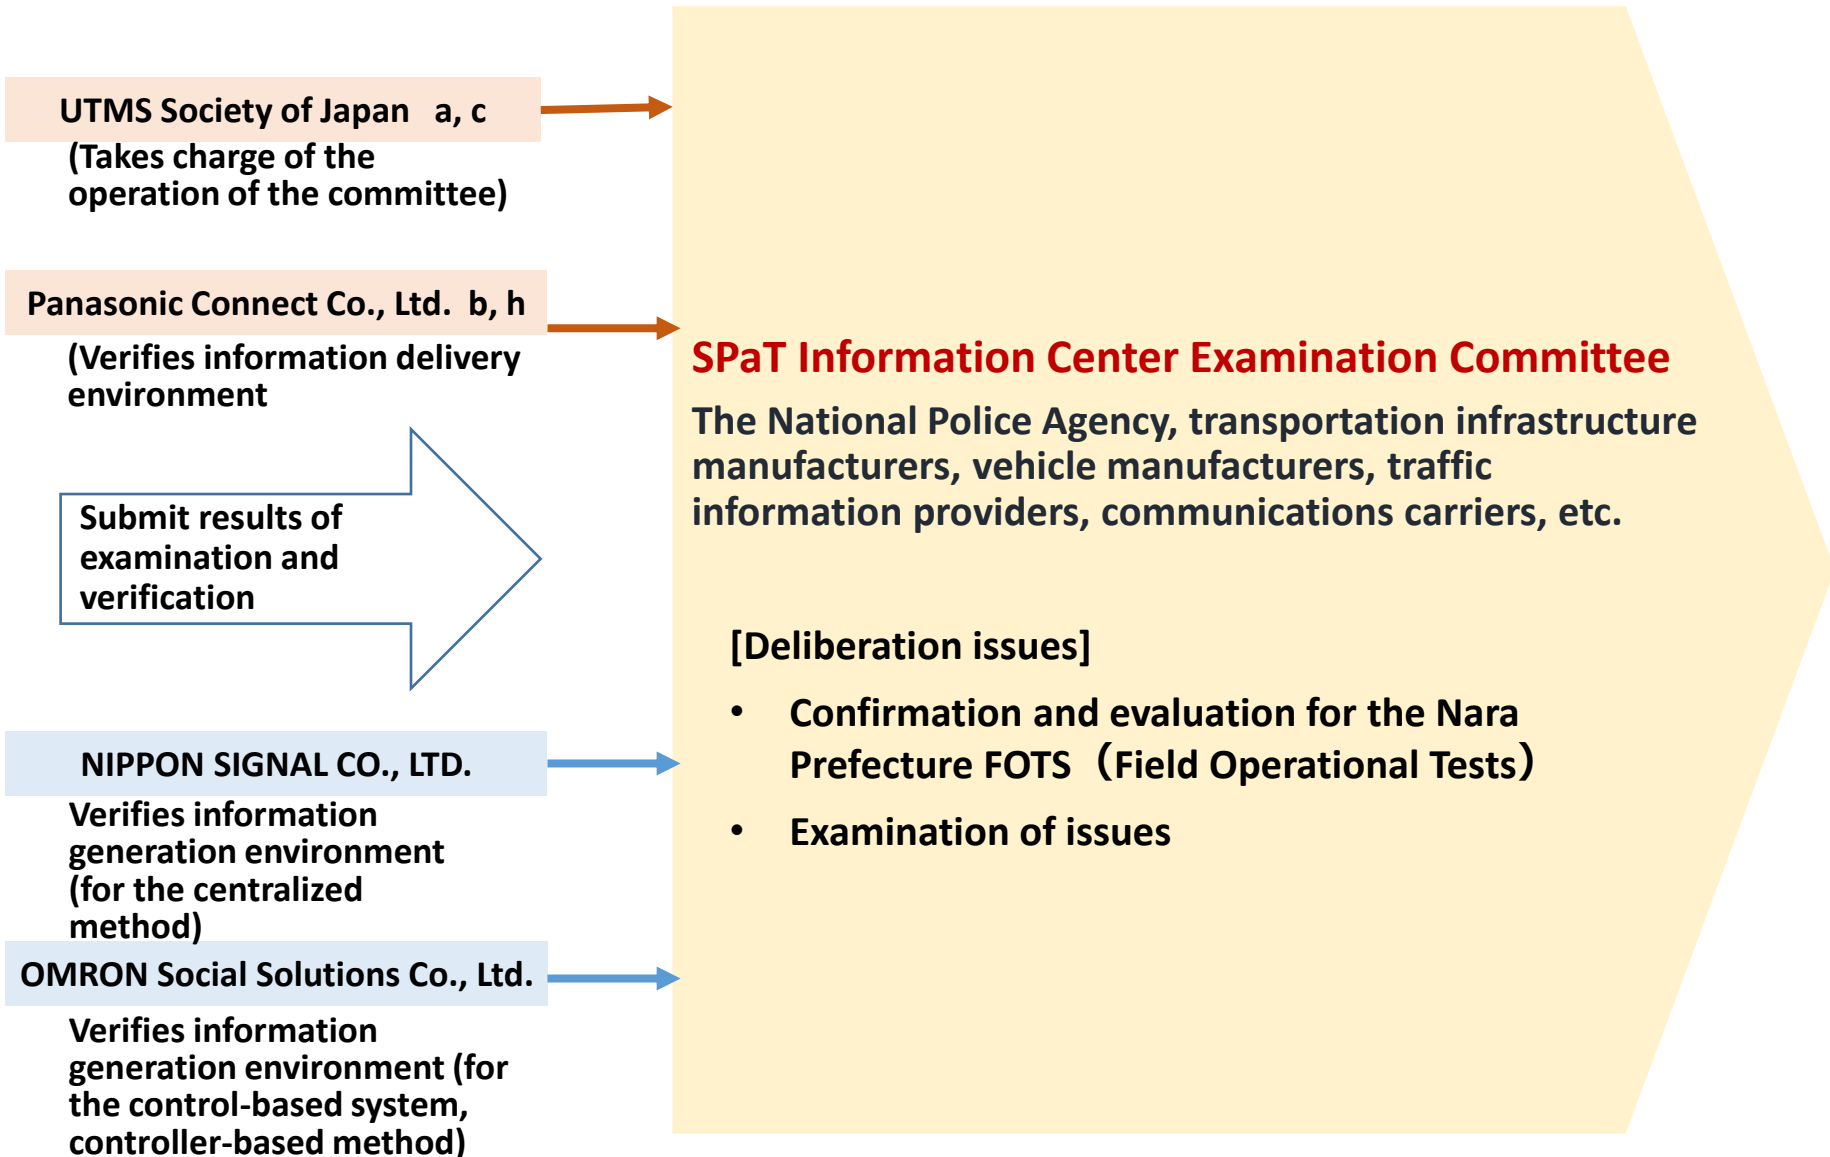 UTMS Society of Japan a, c
(Takes charge of the
operation of the committee)
Panasonic Connect Co., Ltd. b, h
(Verifies information delivery
environment
Submit results of
examination and
verification
NIPPON SIGNAL CO., LTD.
Verifies information
generation environment
(for the centralized
method)
OMRON Social Solutions Co., Ltd.
Verifies information
generation environment (for
the control-based system,
controller-based method)
SPaT Information Center Examination Committee
The National Police Agency, transportation infrastructure
manufacturers, vehicle manufacturers, traffic
information providers, communications carriers, etc.
[Deliberation issues]
• Confirmation and evaluation for the Nara
Prefecture FOTS（Field Operational Tests）
• Examination of issues